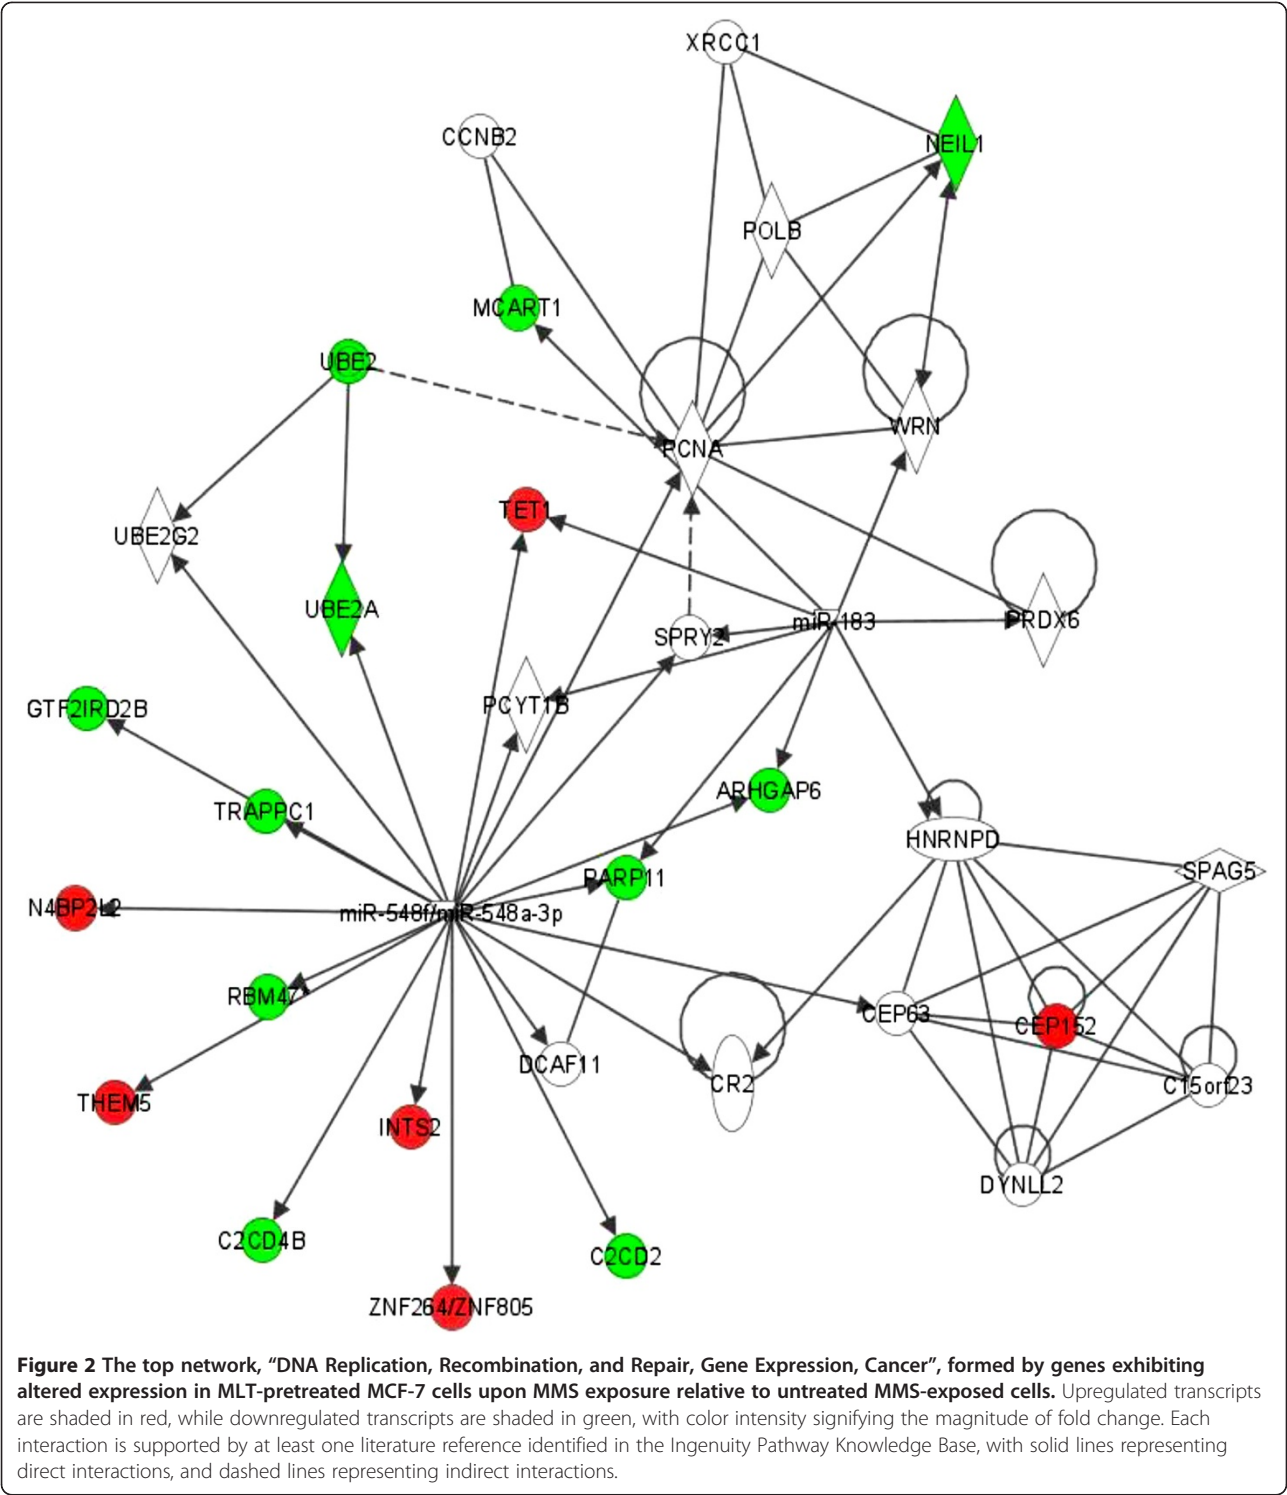 XRCC1
CCNB2
NEIL1
POLB
MCART1
UBE2
WRN
PCNA
TET1
UBE2G2
UBE2A
miR-183
PRDX6
SPRY2
PCYT1B
GTF2IRD2B
ARHGAP6
TRAPPC1
HNRNPD
SPAG5
PARP11
N4BP2L2
miR-548f/miR-548a-3p
RBM47
CEP63
CEP152
DCAF11
CR2
C15orf23
THEM5
INTS2
DYNLL2
C2CD4B
C2CD2
ZNF264/ZNF805
Figure 2 The top network, “DNA Replication, Recombination, and Repair, Gene Expression, Cancer”, formed by genes exhibiting
altered expression in MLT-pretreated MCF-7 cells upon MMS exposure relative to untreated MMS-exposed cells. Upregulated transcripts
are shaded in red, while downregulated transcripts are shaded in green, with color intensity signifying the magnitude of fold change. Each
interaction is supported by at least one literature reference identified in the Ingenuity Pathway Knowledge Base, with solid lines representing
direct interactions, and dashed lines representing indirect interactions.